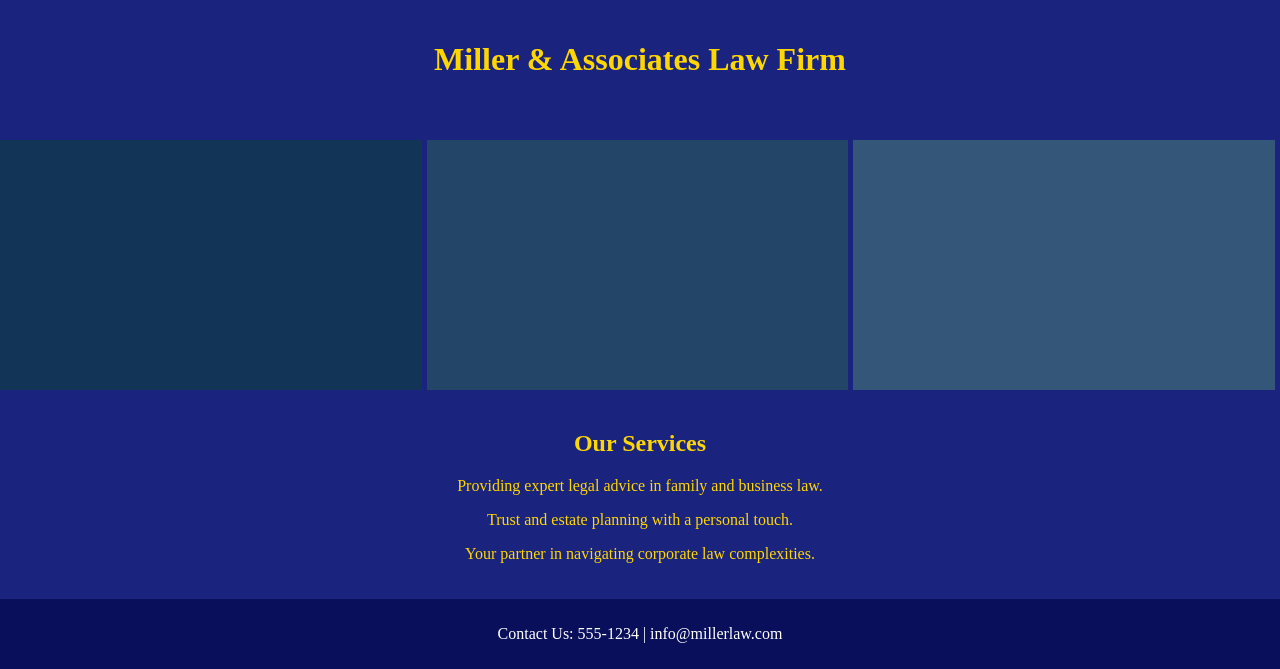 Miller & Associates Law Firm
Our Services
Providing expert legal advice in family and business law.
Trust and estate planning with a personal touch.
Your partner in navigating corporate law complexities.
Contact Us: 555-1234 | info@millerlaw.com